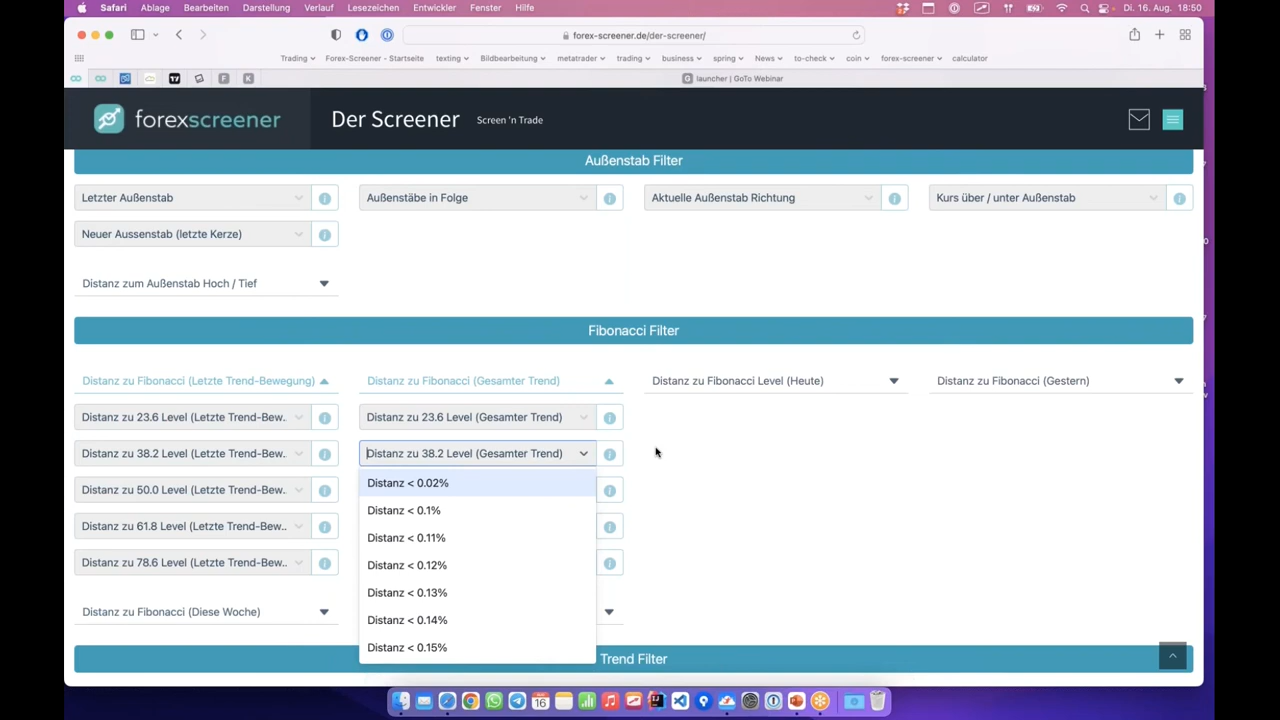 Safari Ablage Bearbeiten Darstellung Verlauf Lesezeichen Entwickler Fenster Hilfe Di. 16. Aug. 18:50
forex-screener.de/der-screener/
Trading Forex-Screener - Startseite texting Bildbearbeitung metatrader trading business spring News to-check coin forex-screener calculator
launcher | GoTo Webinar
forexscreener Der Screener Screen 'n Trade
Außenstab Filter
Letzter Außenstab Außenstäbe in Folge Aktuelle Außenstab Richtung Kurs über / unter Außenstab
Neuer Aussenstab (letzte Kerze)
Distanz zum Außenstab Hoch / Tief
Fibonacci Filter
Distanz zu Fibonacci (Letzte Trend-Bewegung) Distanz zu Fibonacci (Gesamter Trend) Distanz zu Fibonacci Level (Heute) Distanz zu Fibonacci (Gestern)
Distanz zu 23.6 Level (Letzte Trend-Bew.. Distanz zu 23.6 Level (Gesamter Trend)
Distanz zu 38.2 Level (Letzte Trend-Bew.. Distanz zu 38.2 Level (Gesamter Trend)
Distanz < 0.02%
Distanz zu 50.0 Level (Letzte Trend-Bew..
Distanz < 0.1%
Distanz zu 61.8 Level (Letzte Trend-Bew..
Distanz < 0.11%
Distanz zu 78.6 Level (Letzte Trend-Bew..
Distanz < 0.12%
Distanz < 0.13%
Distanz zu Fibonacci (Diese Woche)
Distanz < 0.14%
Distanz < 0.15%
Trend Filter